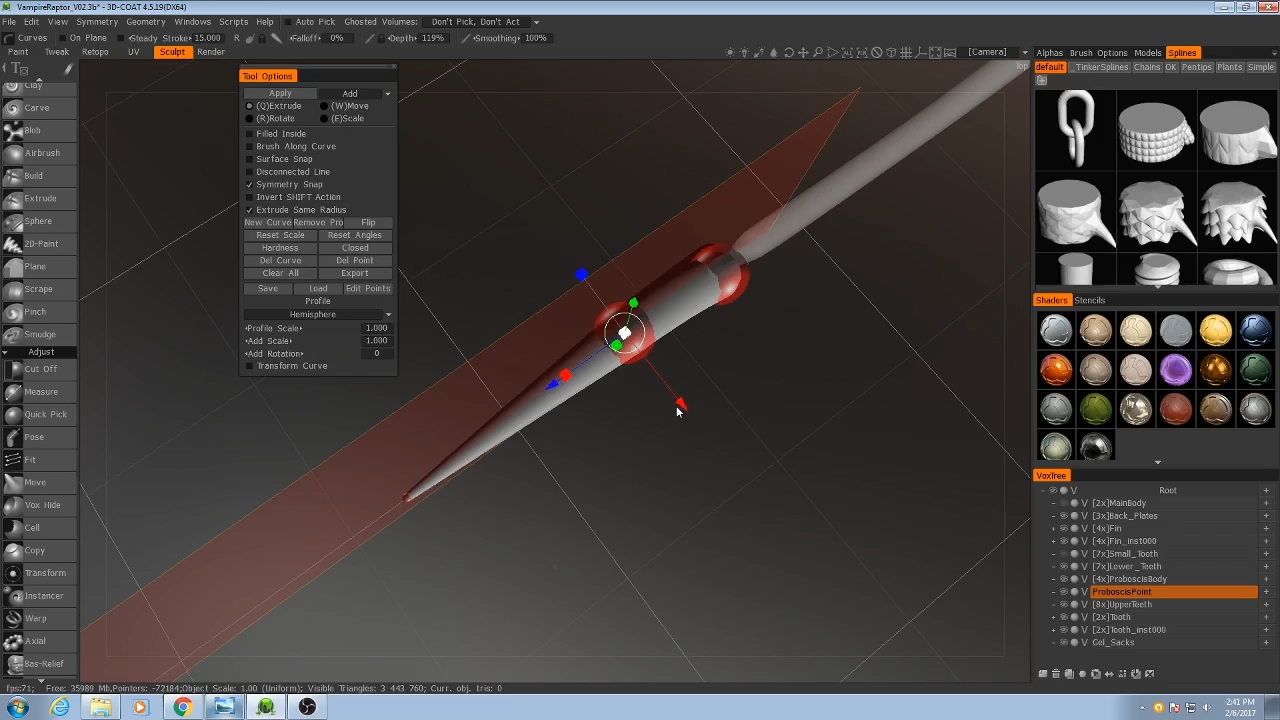 VampireRaptor_V02.3b* - 3D-COAT 4.5.19(DX64)
File Edit View Symmetry Geometry Windows Scripts Help Auto Pick Ghosted Volumes: Don't Pick, Don't Act
Curves On Plane Steady Stroke 15.000 R Falloff: 0% Depth: 119% Smoothing: 100%
Paint Tweak Retopo UV Sculpt Render [Camera] Alphas Brush Options Models Splines
Top default _TinkerSplines Chains OK Pentips Plants Simple
Clay
Carve
Blob
Airbrush
Build
Extrude
Sphere
2D-Paint
Plane
Scrape
Pinch
Smudge
Adjust
Cut Off
Measure
Quick Pick
Pose
Fit
Move
Vox Hide
Cell
Copy
Transform
Instancer
Warp
Axial
Bas-Relief
Tool Options
Apply Add
(Q)Extrude (W)Move
(R)Rotate (E)Scale
Filled Inside
Brush Along Curve
Surface Snap
Disconnected Line
Symmetry Snap
Invert SHIFT Action
Extrude Same Radius
New Curve Remove Pro Flip
Reset Scale Reset Angles
Hardness Closed
Del Curve Del Point
Clear All Export
Save Load Edit Points
Profile
Hemisphere
Profile Scale: 1.000
Add Scale: 1.000
Add Rotation: 0
Transform Curve
Shaders Stencils
VoxTree
V Root
V [2x]MainBody
V [3x]Back_Plates
V [4x]Fin
V [4x]Fin_inst000
V [7x]Small_Tooth
V [7x]Lower_Teeth
V [4x]ProboscisBody
V ProboscisPoint
V [8x]UpperTeeth
V [2x]Tooth
V [2x]Tooth_inst000
V Gel_Sacks
fps:71; Free: 35989 Mb,Pointers: -72184;Object Scale: 1.00 (Uniform); Visible Triangles: 3 443 760; Curr. obj. tris: 0
2:41 PM
2/6/2017